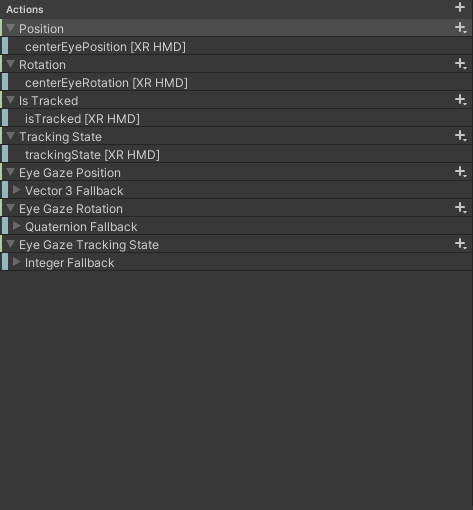 Actions
Position
centerEyePosition [XR HMD]
Rotation
centerEyeRotation [XR HMD]
Is Tracked
isTracked [XR HMD]
Tracking State
trackingState [XR HMD]
Eye Gaze Position
Vector 3 Fallback
Eye Gaze Rotation
Quaternion Fallback
Eye Gaze Tracking State
Integer Fallback